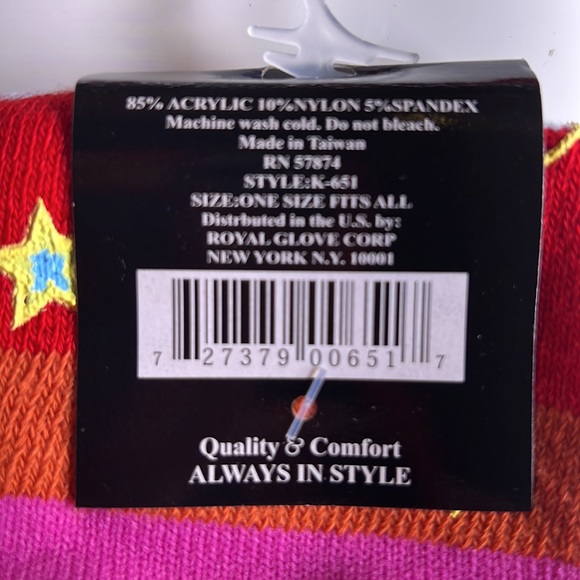 85% ACRYLIC 10%NYLON 5%SPANDEX
Machine wash cold. Do not bleach.
Made in Taiwan
RN 57874
STYLE:K-651
SIZE:ONE SIZE FITS ALL
Distrbuted in the U.S. by:
ROYAL GLOVE CORP
NEW YORK N.Y. 10001
7 27379 00651 7
Quality & Comfort
ALWAYS IN STYLE